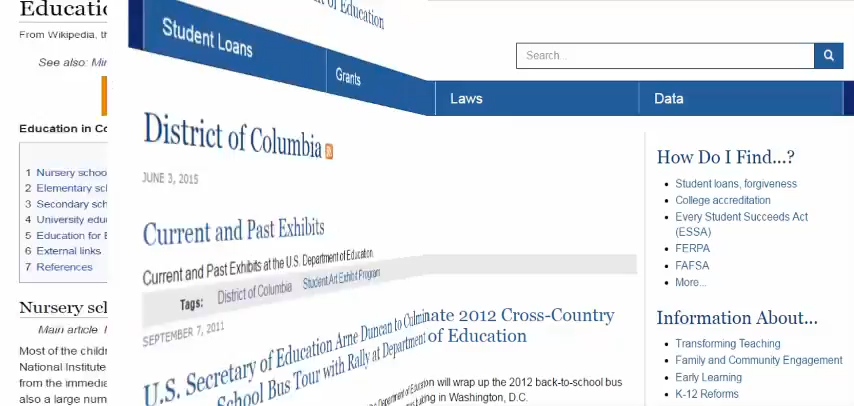 Educatio
From Wikipedia, th
See also: Mi
Education in Co
1 Nursery schoo
2 Elementary sc
3 Secondary sch
4 University edu
5 Education for
6 External links
7 References
Nursery scl
Main article
Most of the childr
National Institute
from the immedia
also a large num
of Education
Student Loans
Grants
Search...
Laws
Data
District of Columbia
JUNE 3, 2015
Current and Past Exhibits
Current and Past Exhibits at the U.S. Department of Education
Tags: District of Columbia Student Art Exhibit Program
SEPTEMBER 7, 2011
U.S. Secretary of Education Arne Duncan to Culminate 2012 Cross-Country
School Bus Tour with Rally at Department of Education
Department of Education will wrap up the 2012 back-to-school bus
in Washington, D.C.
How Do I Find...?
Student loans, forgiveness
College accreditation
Every Student Succeeds Act
(ESSA)
FERPA
FAFSA
More...
Information About...
Transforming Teaching
Family and Community Engagement
Early Learning
K-12 Reforms